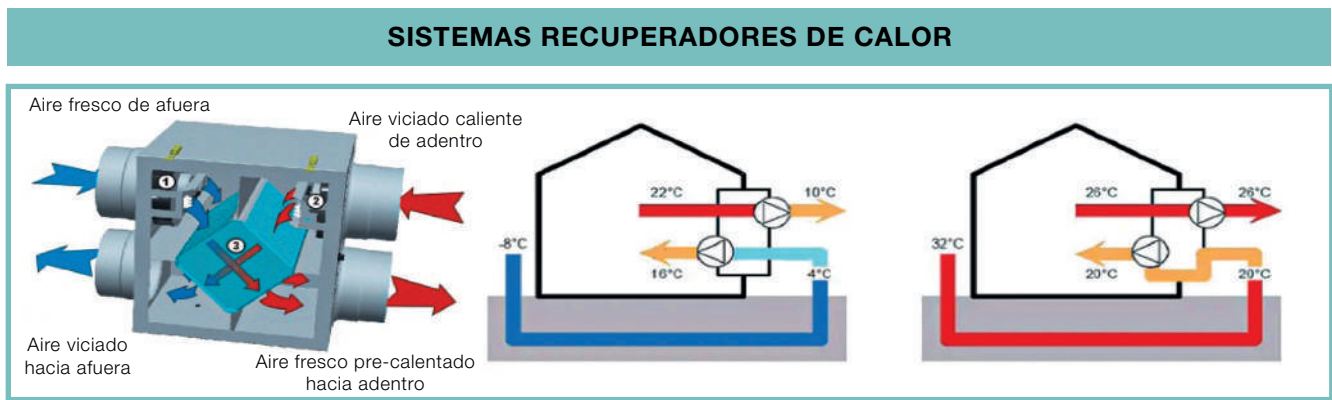 SISTEMAS RECUPERADORES DE CALOR
Aire fresco de afuera
Aire viciado caliente
de adentro
1
2
3
Aire viciado
hacia afuera
Aire fresco pre-calentado
hacia adentro
22°C
10°C
-8°C
16°C
4°C
26°C
26°C
32°C
20°C
20°C